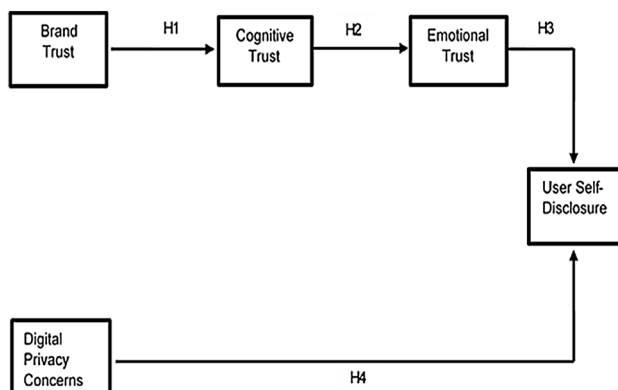 Brand
Trust
H1
Cognitive
Trust
H2
Emotional
Trust
H3
User Self-
Disclosure
Digital
Privacy
Concerns
H4